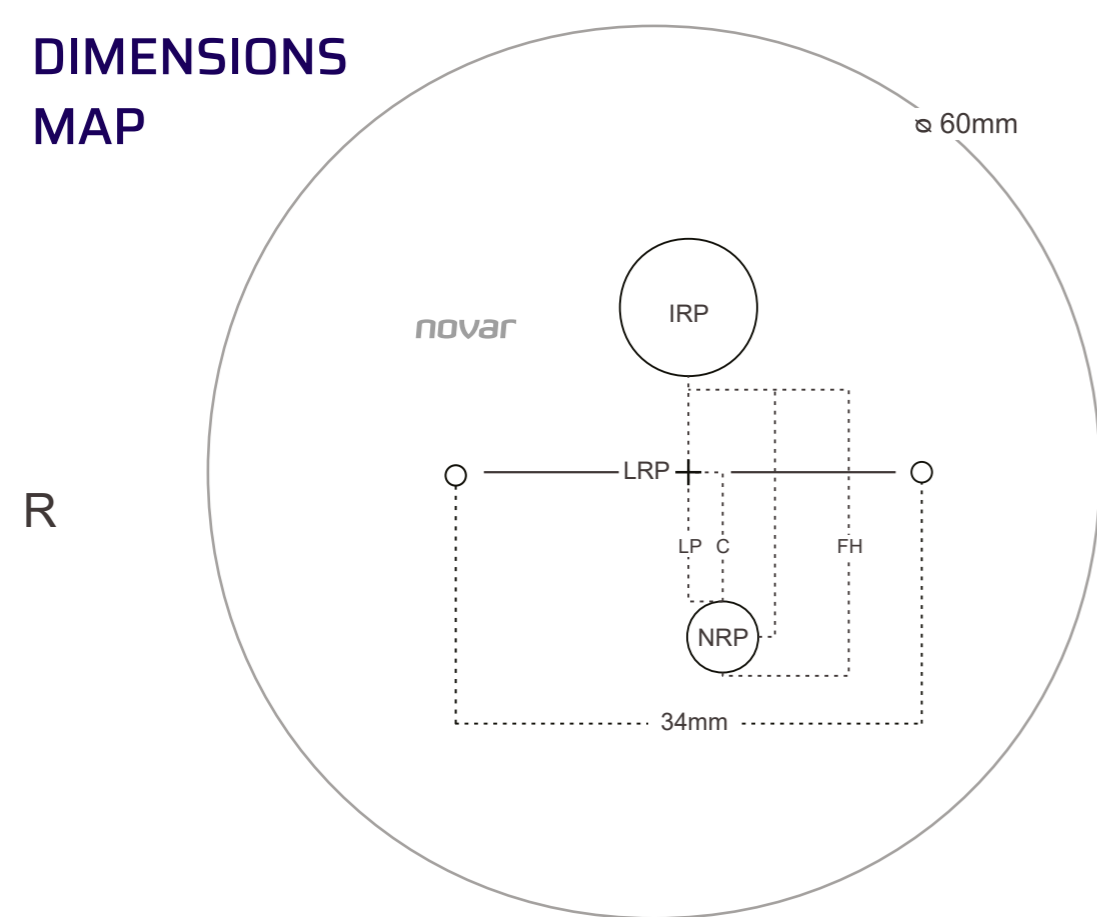 DIMENSIONS
MAP
⌀ 60mm
IRP
novar
LRP
R
LP C FH
NRP
34mm